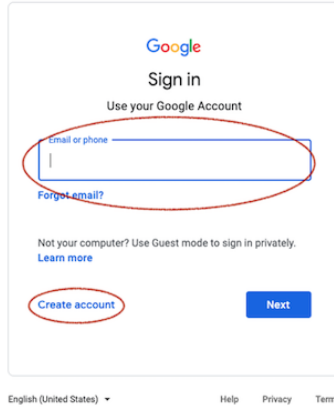 Google
Sign in
Use your Google Account
Email or phone
Forgot email?
Not your computer? Use Guest mode to sign in privately.
Learn more
Create account
Next
English (United States)
Help Privacy Term